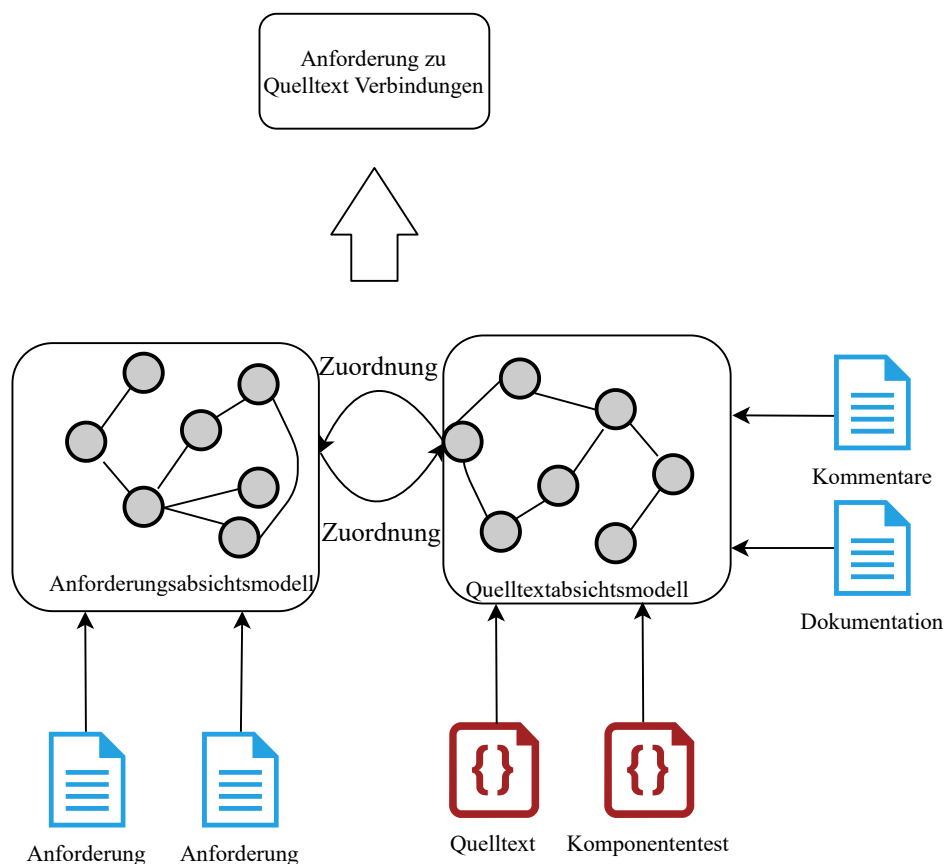 Anforderung zu
Quelltext Verbindungen
Zuordnung
Zuordnung
Anforderungsabsichtsmodell
Quelltextabsichtsmodell
Kommentare
Dokumentation
{ }
{ }
Anforderung
Anforderung
Quelltext
Komponententest